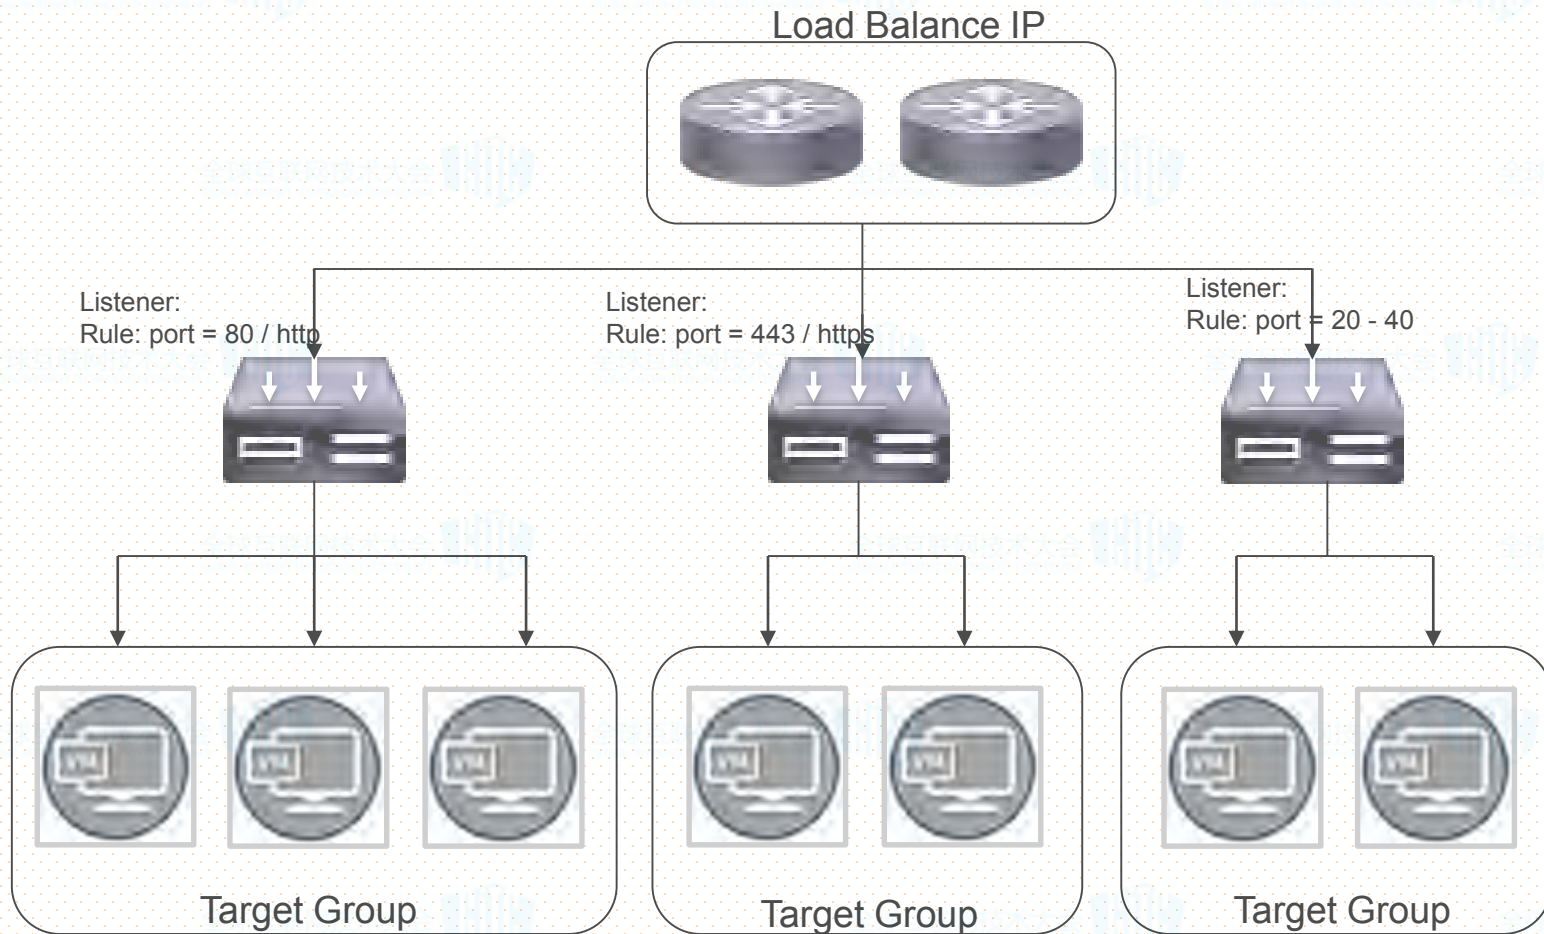 Load Balance IP
Listener:
Rule: port = 80 / http
Listener:
Rule: port = 443 / https
Listener:
Rule: port = 20 - 40
VM
VM
VM
VM
VM
VM
VM
Target Group
Target Group
Target Group